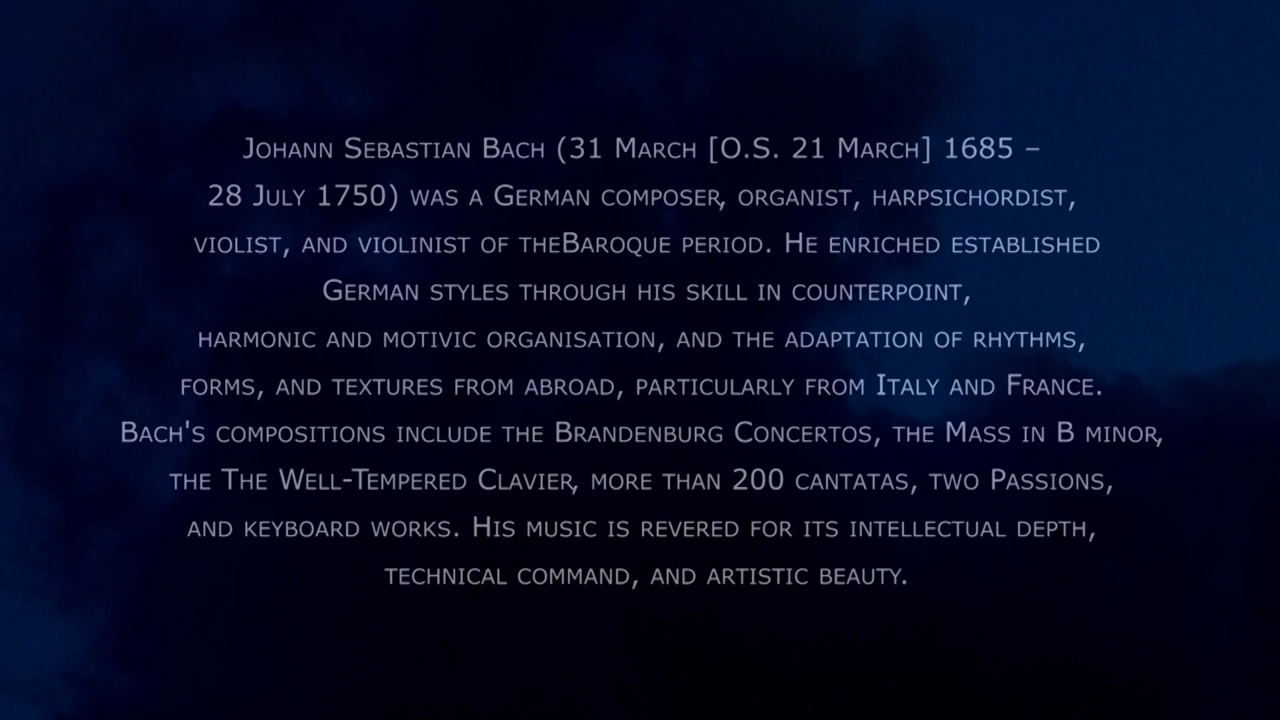 Johann Sebastian Bach (31 March [O.S. 21 March] 1685 –
28 July 1750) was a German composer, organist, harpsichordist,
violist, and violinist of theBaroque period. He enriched established
German styles through his skill in counterpoint,
harmonic and motivic organisation, and the adaptation of rhythms,
forms, and textures from abroad, particularly from Italy and France.
Bach's compositions include the Brandenburg Concertos, the Mass in B minor,
the The Well-Tempered Clavier, more than 200 cantatas, two Passions,
and keyboard works. His music is revered for its intellectual depth,
technical command, and artistic beauty.